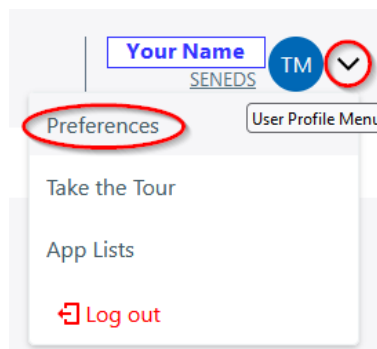 Your Name
SENEDS
TM
Preferences
User Profile Menu
Take the Tour
App Lists
Log out